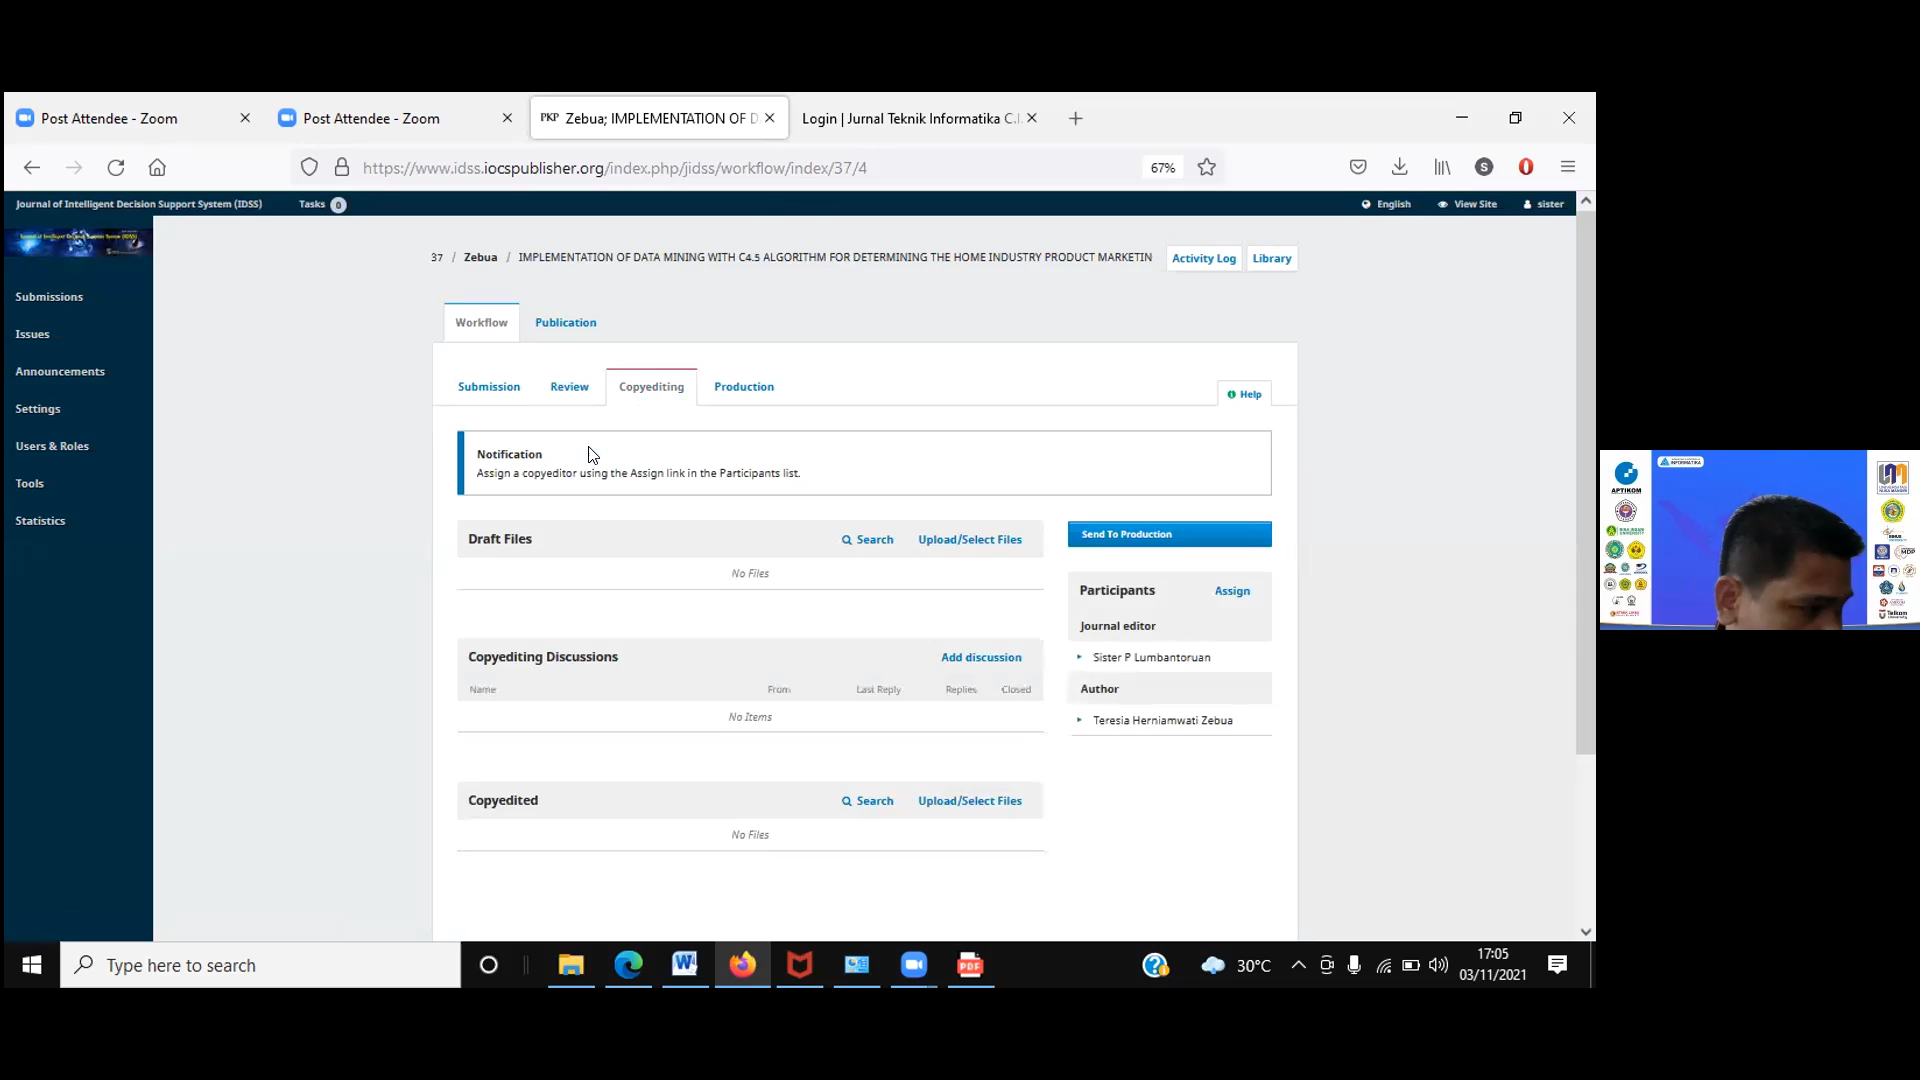 Post Attendee - Zoom
Post Attendee - Zoom
PKP Zebua; IMPLEMENTATION OF D
Login | Jurnal Teknik Informatika C.I.
https://www.idss.iocspublisher.org/index.php/jidss/workflow/index/37/4
67%
S
Journal of Intelligent Decision Support System (IDSS)
Tasks 0
English
View Site
sister
Submissions
Issues
Announcements
Settings
Users & Roles
Tools
Statistics
37 / Zebua / IMPLEMENTATION OF DATA MINING WITH C4.5 ALGORITHM FOR DETERMINING THE HOME INDUSTRY PRODUCT MARKETIN
Activity Log
Library
Workflow
Publication
Submission
Review
Copyediting
Production
Help
Notification
Assign a copyeditor using the Assign link in the Participants list.
Draft Files
Search
Upload/Select Files
No Files
Copyediting Discussions
Add discussion
Name
From
Last Reply
Replies
Closed
No Items
Copyedited
Search
Upload/Select Files
No Files
Send To Production
Participants
Assign
Journal editor
Sister P Lumbantoruan
Author
Teresia Herniamwati Zebua
Type here to search
PDF
30°C
17:05
03/11/2021
APTIKOM
INFORMATIKA
MDP
Telkom